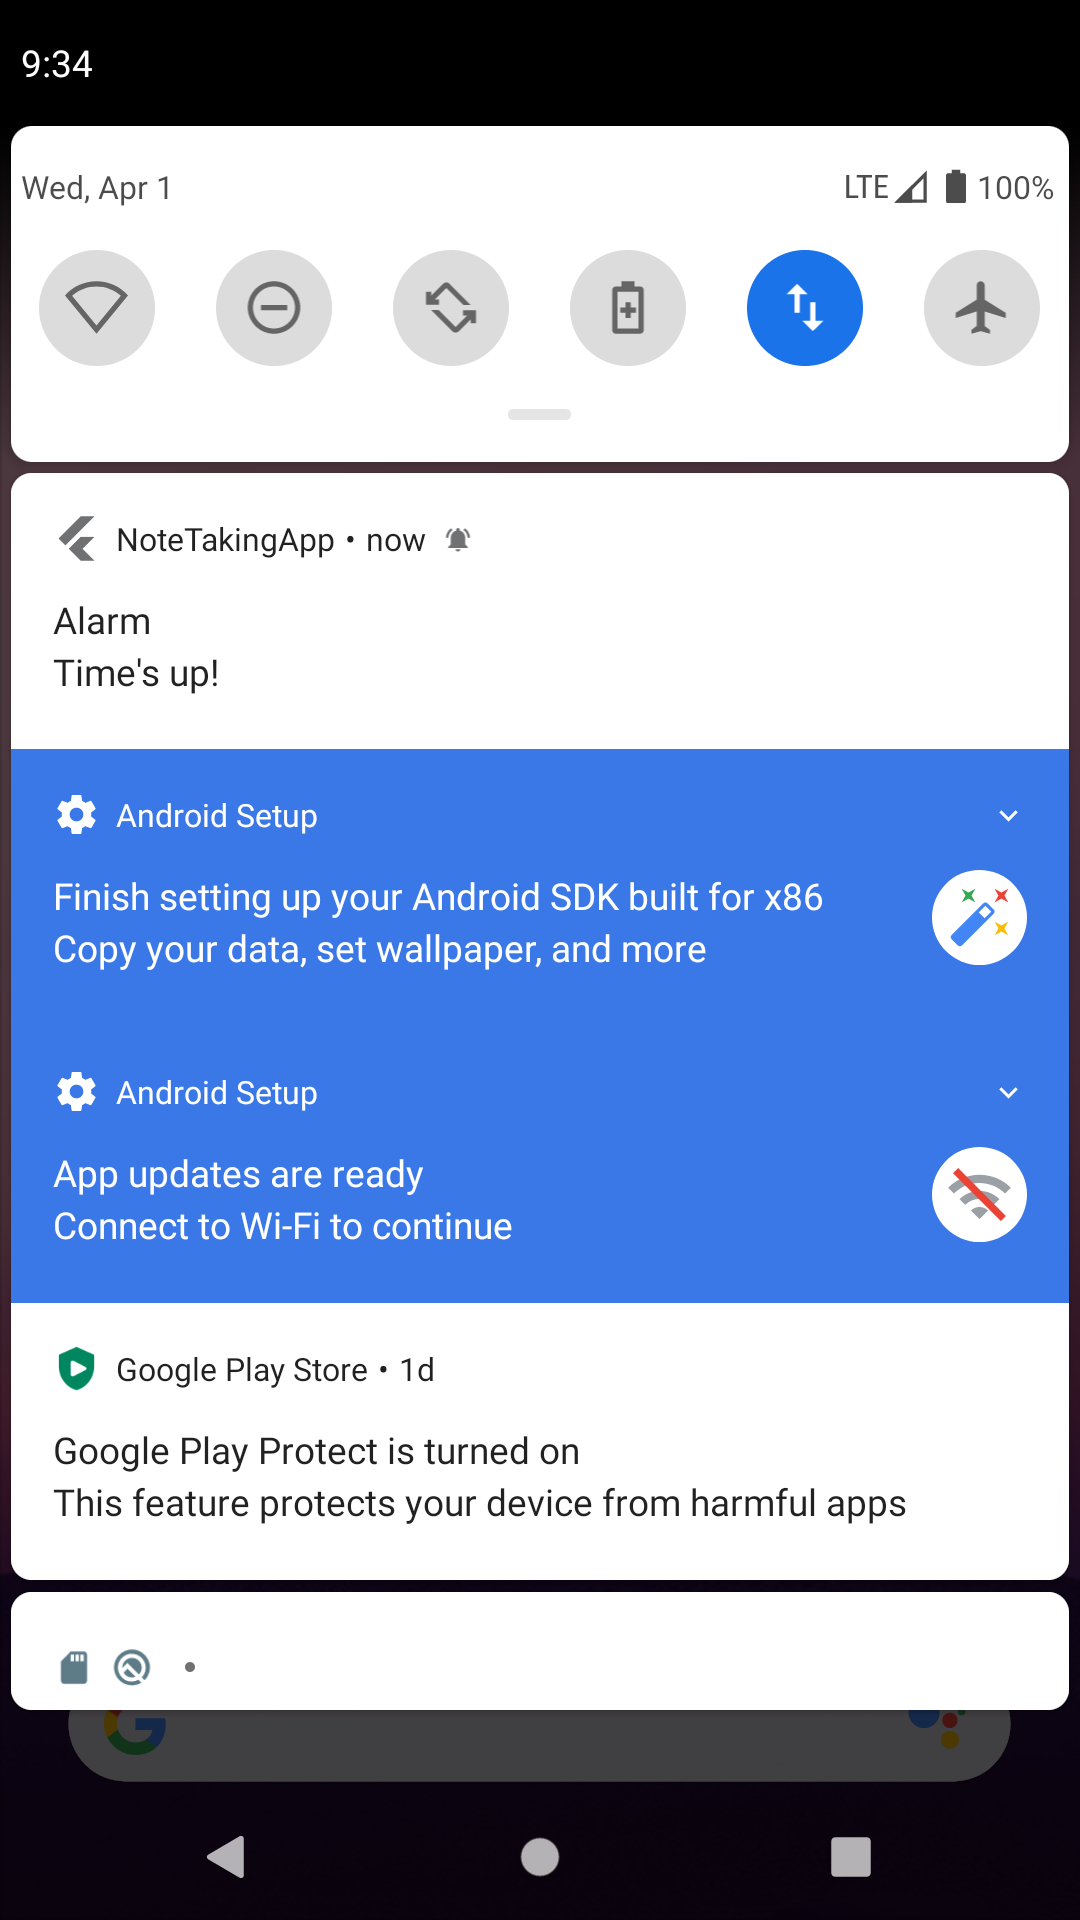 9:34
Wed, Apr 1
LTE 100%
NoteTakingApp • now
Alarm
Time's up!
Android Setup
Finish setting up your Android SDK built for x86
Copy your data, set wallpaper, and more
Android Setup
App updates are ready
Connect to Wi-Fi to continue
Google Play Store • 1d
Google Play Protect is turned on
This feature protects your device from harmful apps